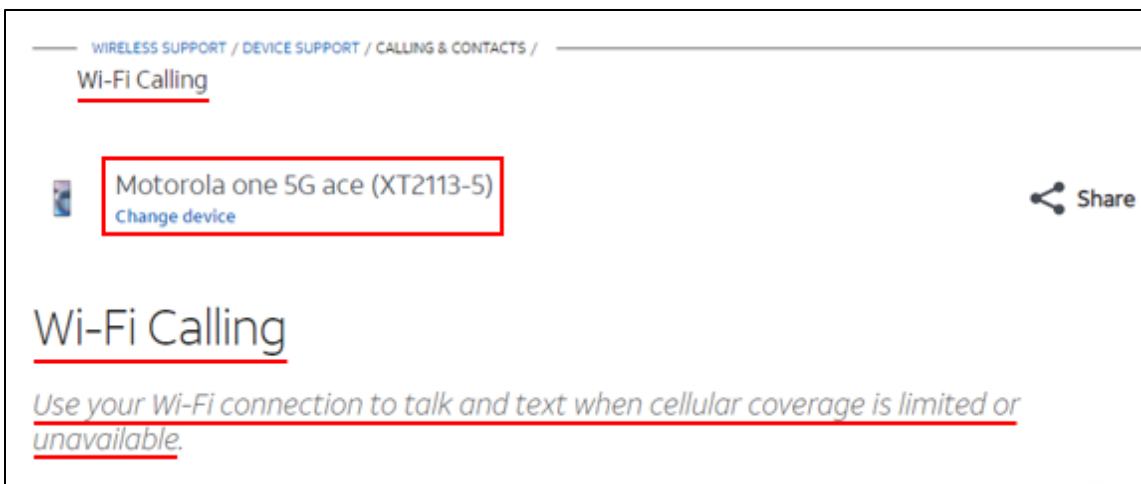 WIRELESS SUPPORT / DEVICE SUPPORT / CALLING & CONTACTS /
Wi-Fi Calling
Motorola one 5G ace (XT2113-5)
Change device
Share
Wi-Fi Calling
Use your Wi-Fi connection to talk and text when cellular coverage is limited or
unavailable.